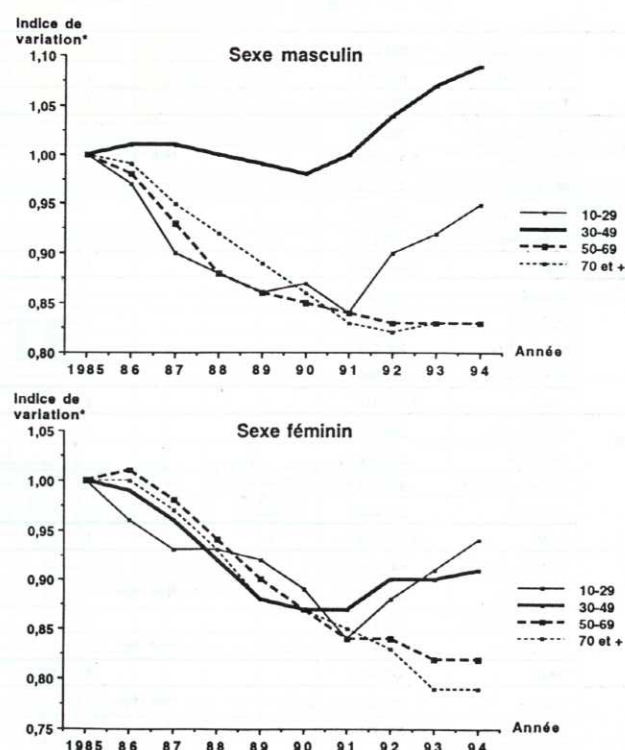 Indice de
variation*
Sexe masculin
1,10
1,05
1,00
0,95
0,90
0,85
0,80
1985 86 87 88 89 90 91 92 93 94
Année
10-29
30-49
50-69
70 et +
Indice de
variation*
Sexe féminin
1,05
1,00
0,95
0,90
0,85
0,80
0,75
1985 86 87 88 89 90 91 92 93 94
Année
10-29
30-49
50-69
70 et +